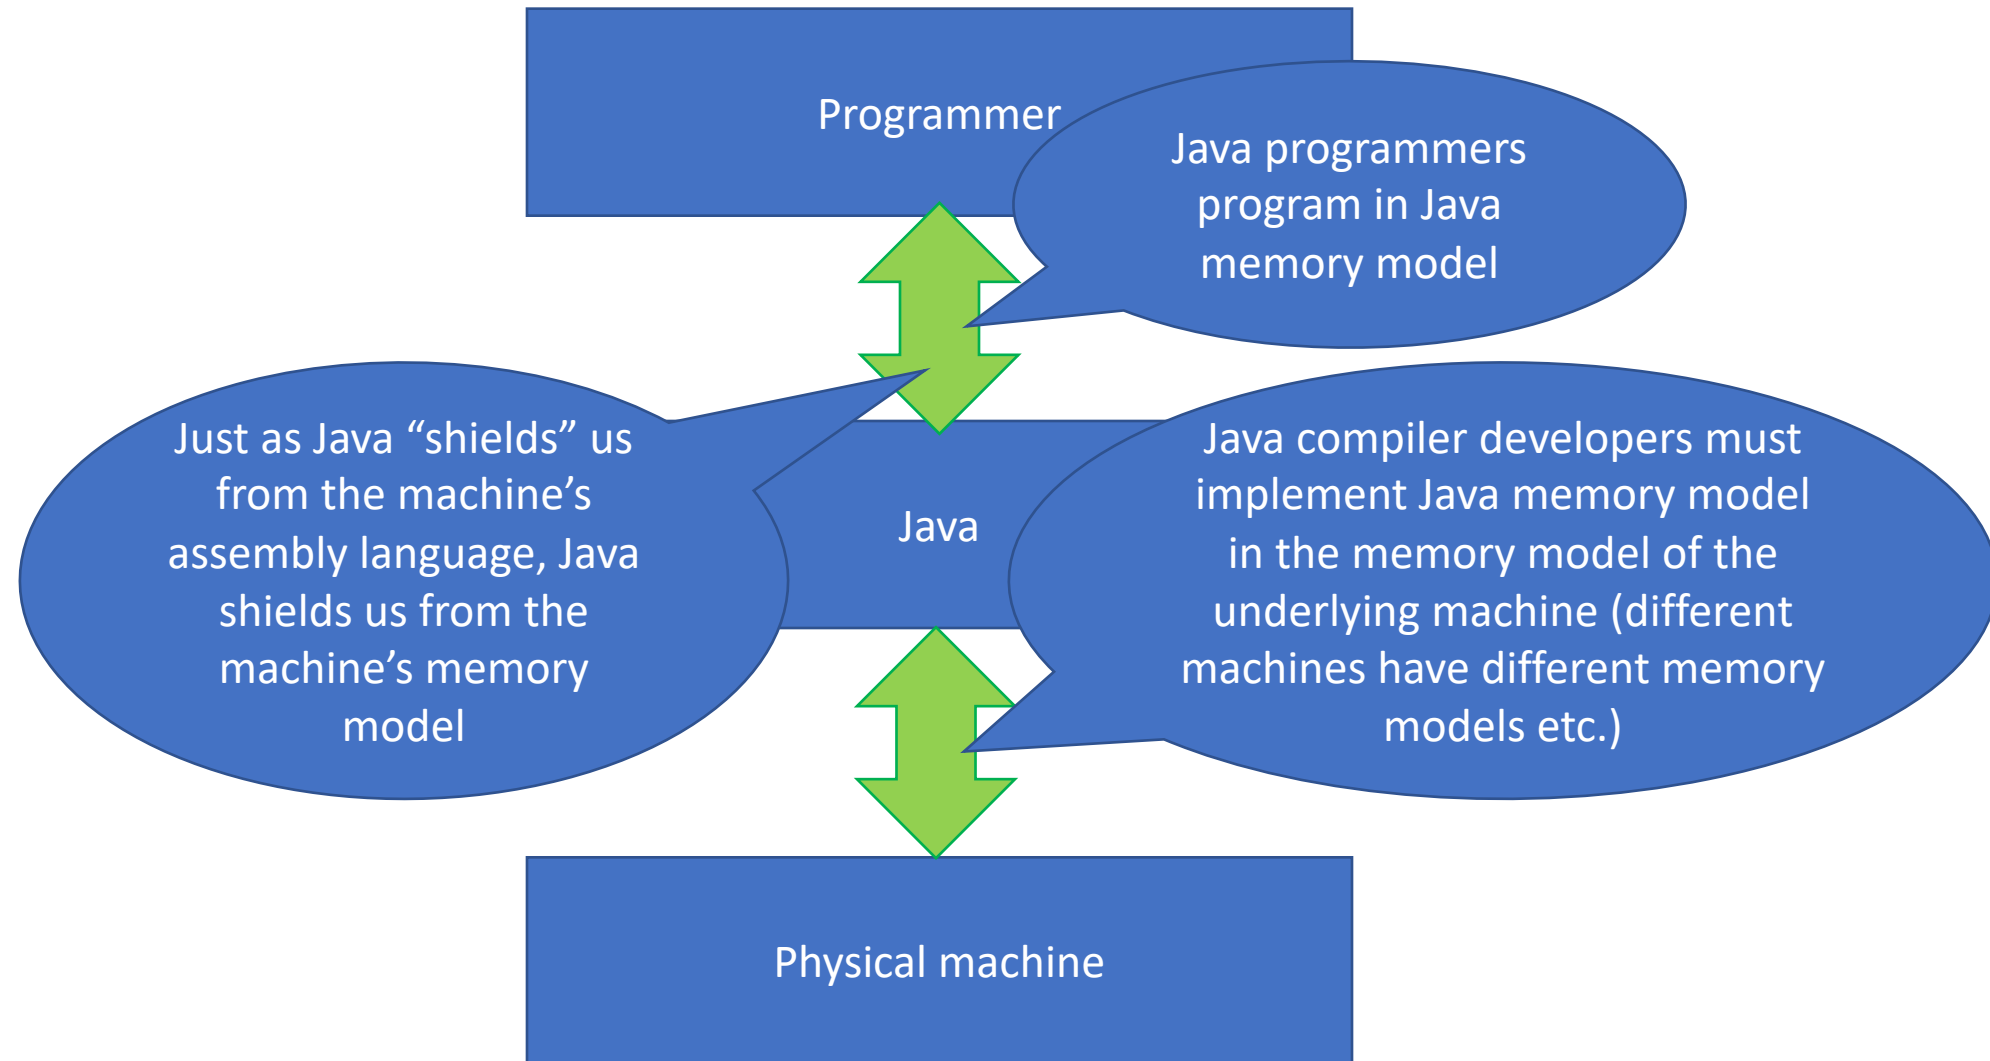 Programmer
Java programmers
program in Java
memory model
Just as Java “shields” us
from the machine’s
assembly language, Java
shields us from the
machine’s memory
model
Java
Java compiler developers must
implement Java memory model
in the memory model of the
underlying machine (different
machines have different memory
models etc.)
Physical machine